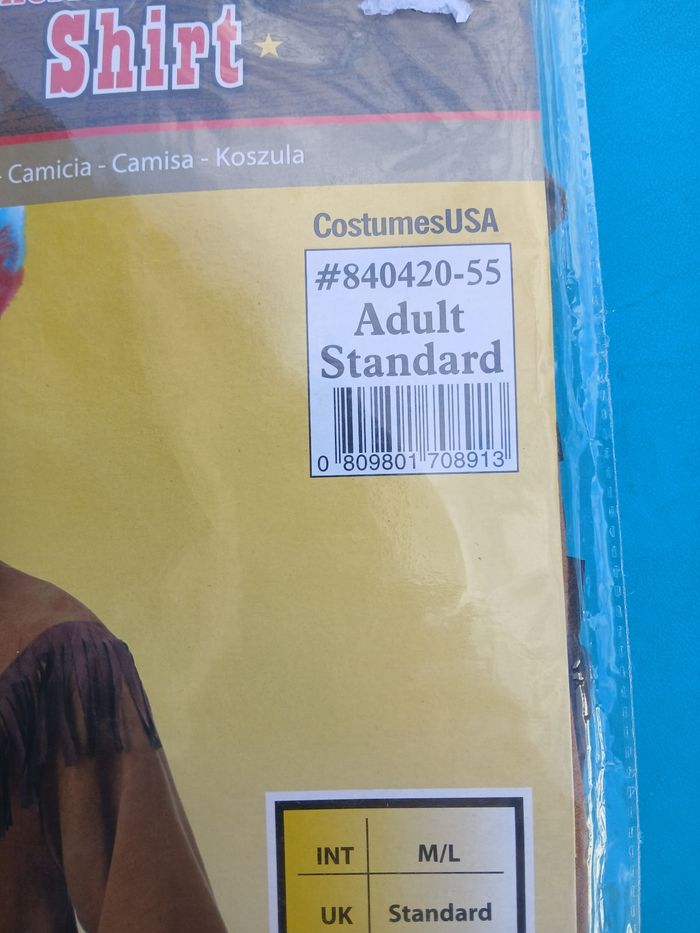 Shirt
- Camicia - Camisa - Koszula
CostumesUSA
#840420-55
Adult
Standard
0 809801 708913
INT M/L
UK Standard